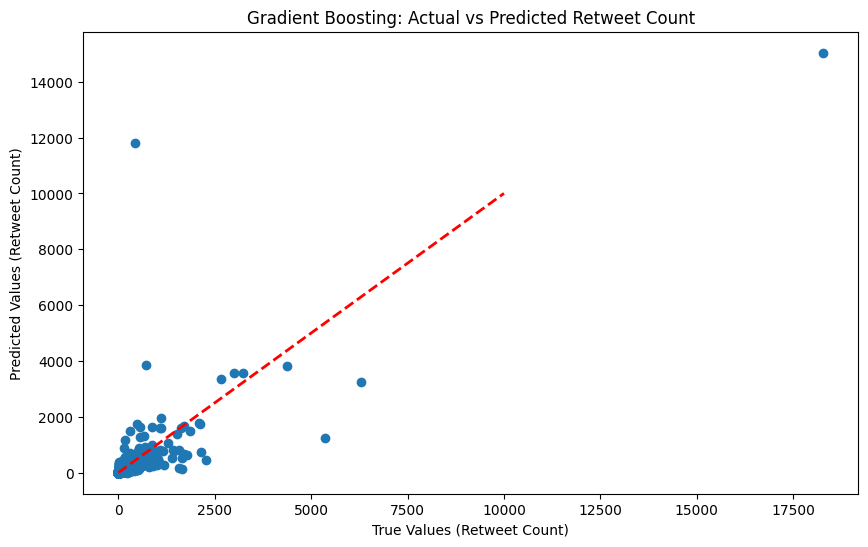 Gradient Boosting: Actual vs Predicted Retweet Count
14000
12000
10000
8000
6000
4000
2000
0
Predicted Values (Retweet Count)
0 2500 5000 7500 10000 12500 15000 17500
True Values (Retweet Count)